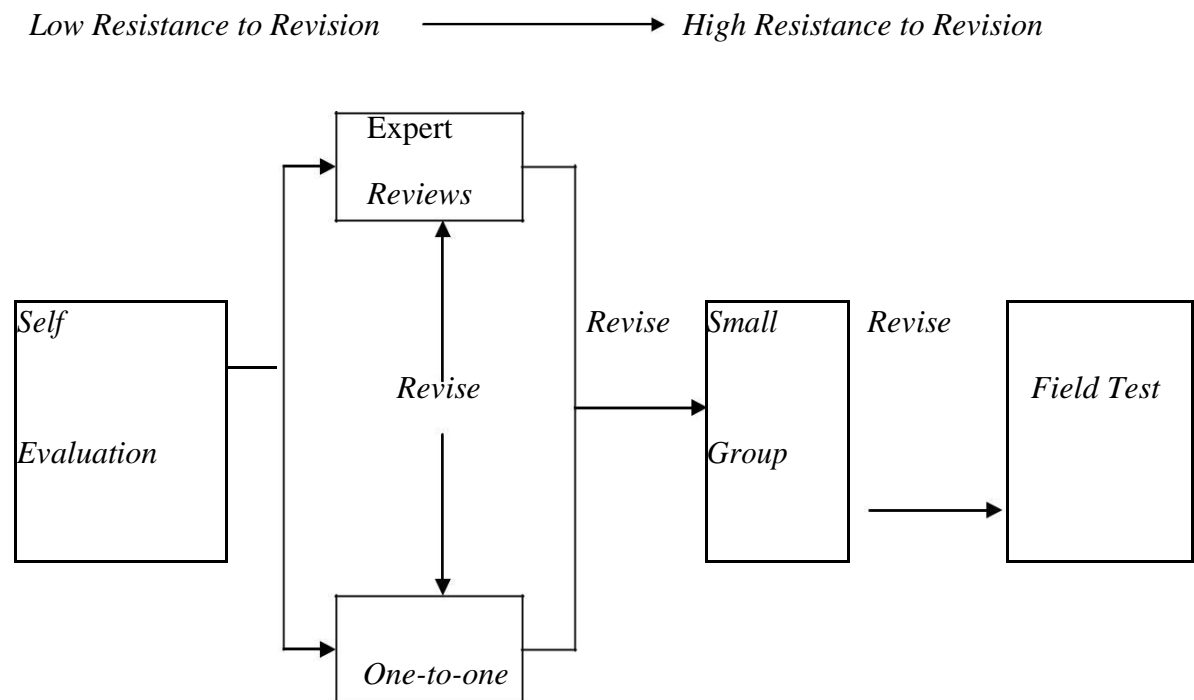 Low Resistance to Revision
High Resistance to Revision
Expert
Reviews
Self
Evaluation
Revise
Revise
Small
Group
Revise
Field Test
One-to-one